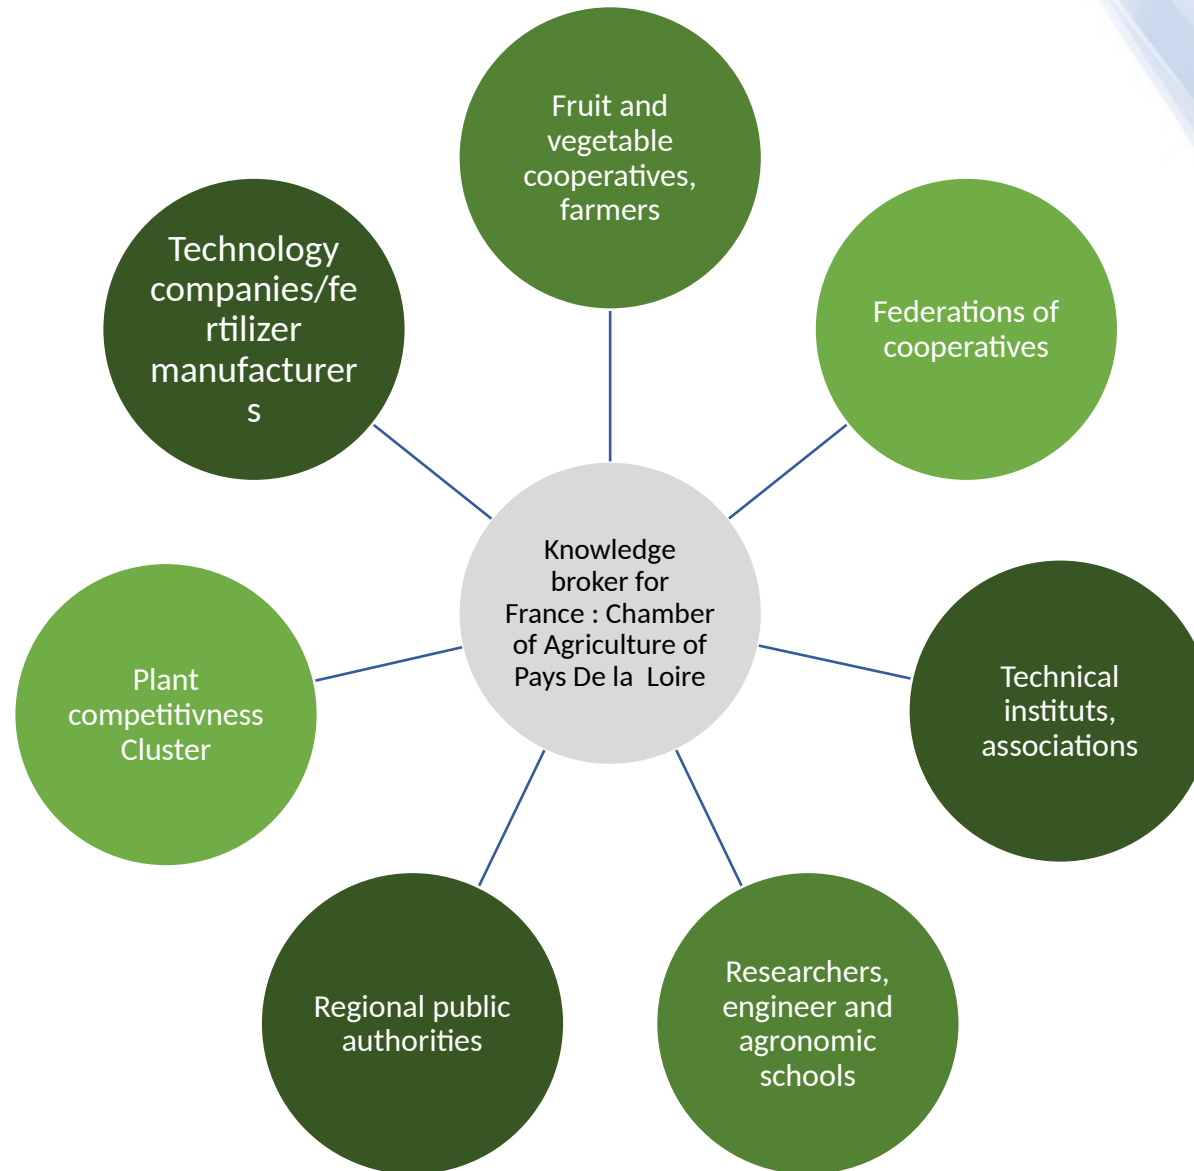 Fruit and
vegetable
cooperatives,
farmers
Federations of
cooperatives
Technical
instituts,
associations
Researchers,
engineer and
agronomic
schools
Regional public
authorities
Plant
competitivness
Cluster
Technology
companies/fe
rtilizer
manufacturer
s
Knowledge
broker for
France : Chamber
of Agriculture of
Pays De la  Loire